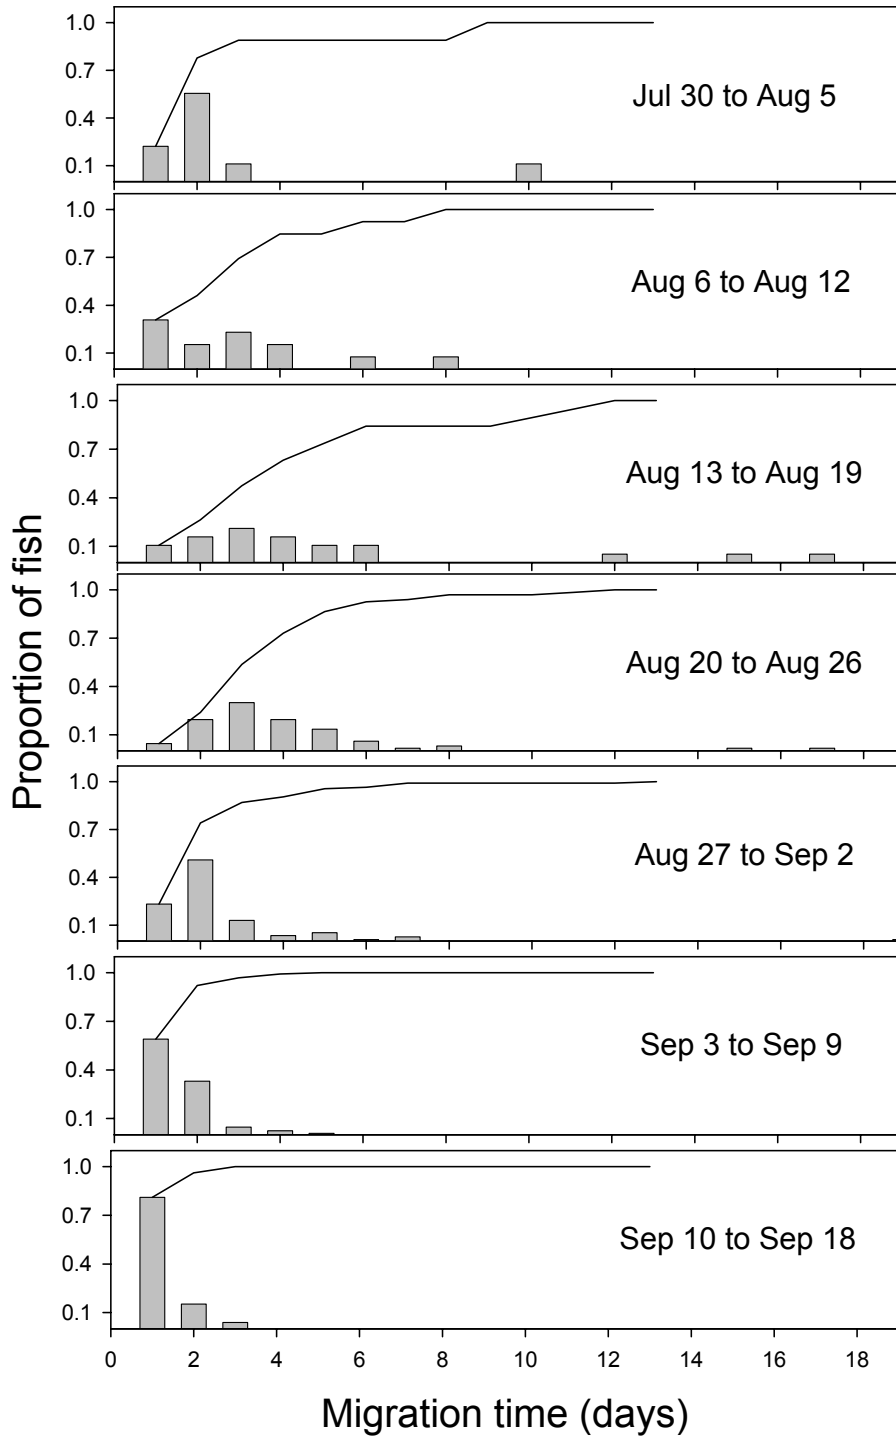 1.0
0.7
0.4
0.1
Jul 30 to Aug 5
1.0
0.7
0.4
0.1
Aug 6 to Aug 12
1.0
0.7
0.4
0.1
Aug 13 to Aug 19
1.0
0.7
0.4
0.1
Aug 20 to Aug 26
1.0
0.7
0.4
0.1
Aug 27 to Sep 2
1.0
0.7
0.4
0.1
Sep 3 to Sep 9
1.0
0.7
0.4
0.1
Sep 10 to Sep 18
Proportion of fish
0 2 4 6 8 10 12 14 16 18
Migration time (days)